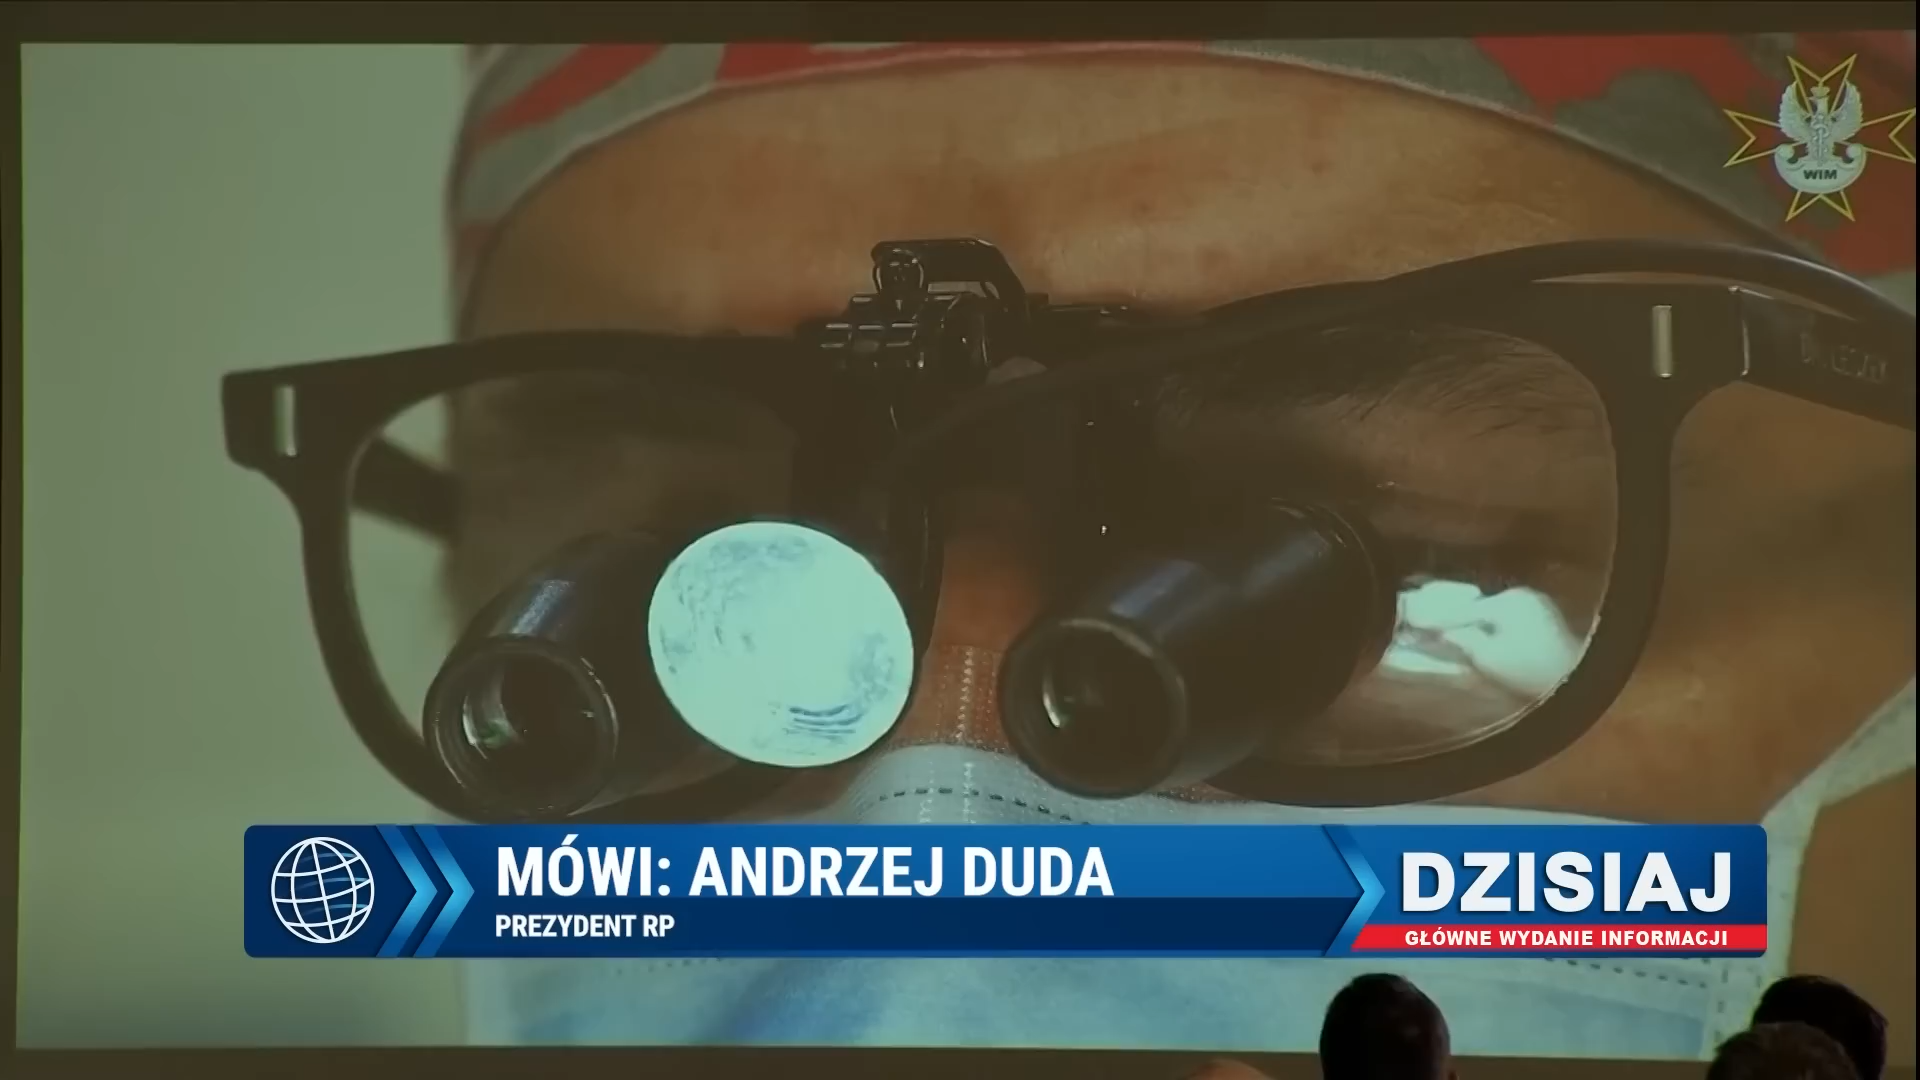 WIM
MÓWI: ANDRZEJ DUDA
PREZYDENT RP
DZISIAJ
GŁÓWNE WYDANIE INFORMACJI